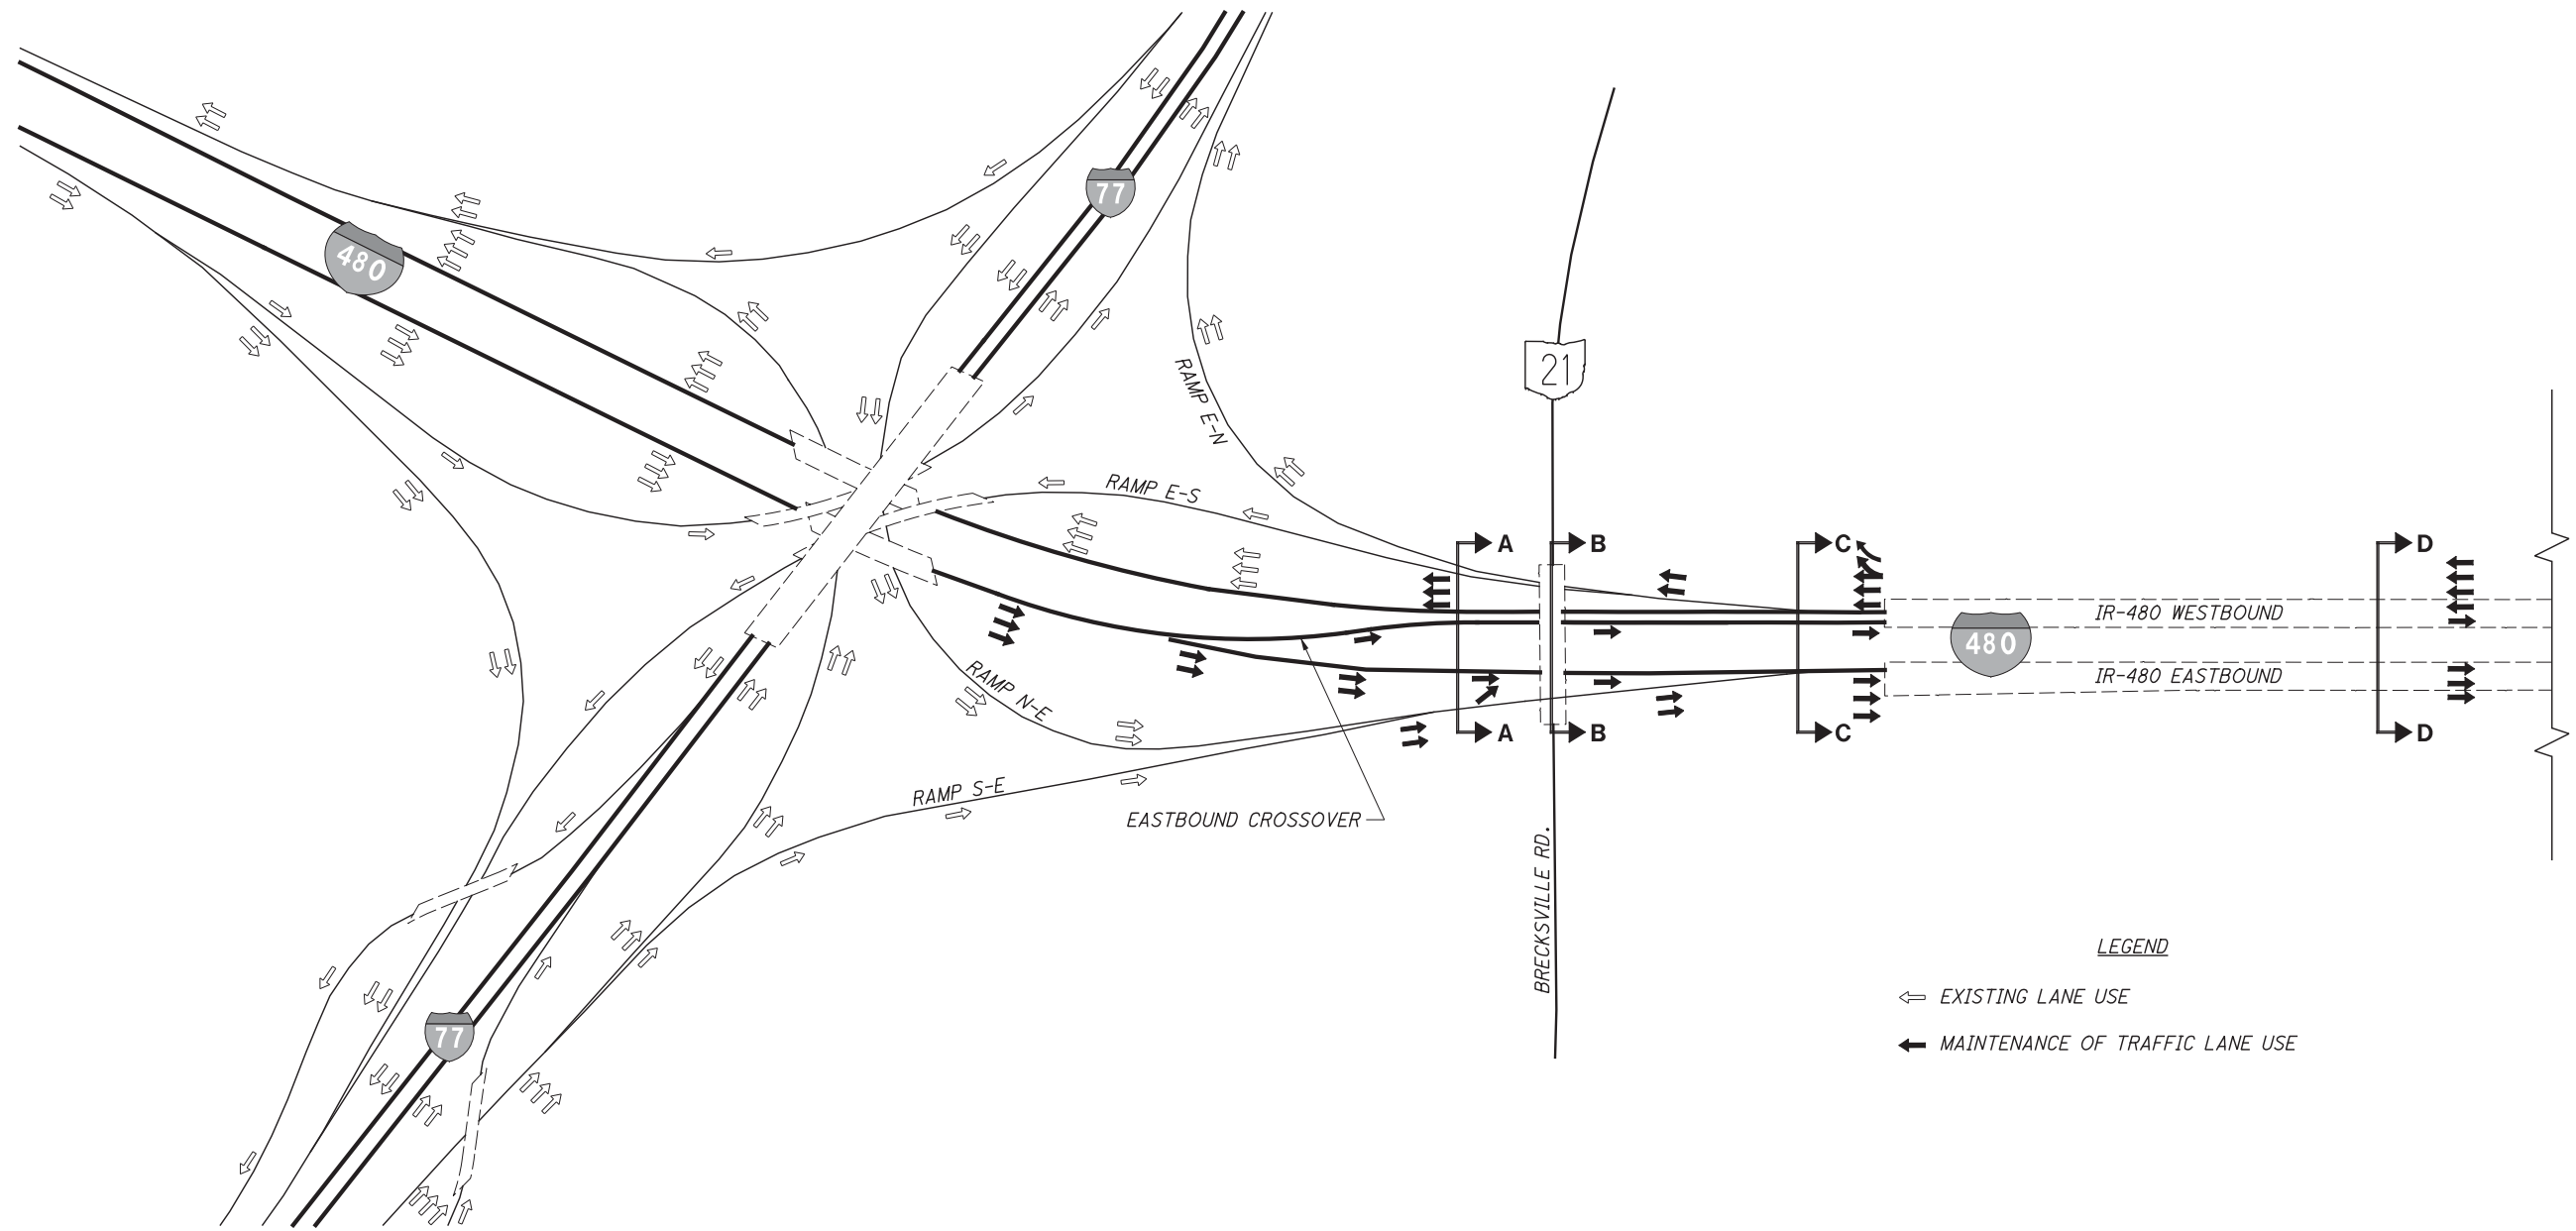 77
480
RAMP E-N
21
RAMP E-S
A
B
C
D
IR-480 WESTBOUND
480
IR-480 EASTBOUND
RAMP N-E
A
B
C
D
RAMP S-E
EASTBOUND CROSSOVER
BRECKSVILLE RD.
LEGEND
EXISTING LANE USE
77
MAINTENANCE OF TRAFFIC LANE USE